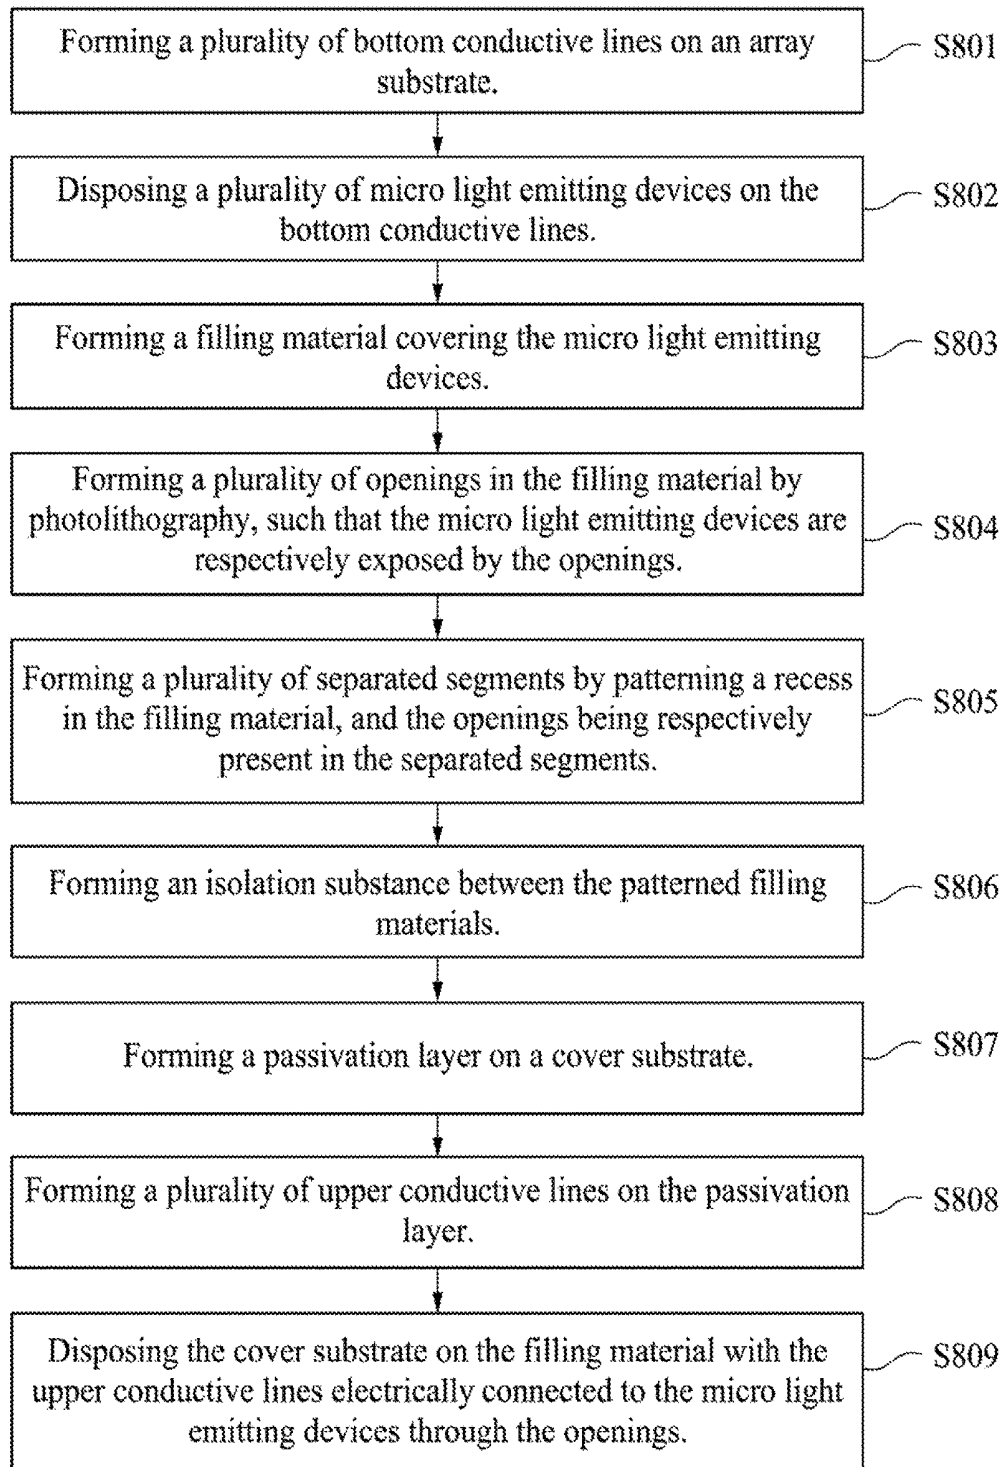 Forming a plurality of bottom conductive lines on an array
substrate.
S801
Disposing a plurality of micro light emitting devices on the
bottom conductive lines.
S802
Forming a filling material covering the micro light emitting
devices.
S803
Forming a plurality of openings in the filling material by
photolithography, such that the micro light emitting devices are
respectively exposed by the openings.
S804
Forming a plurality of separated segments by patterning a recess
in the filling material, and the openings being respectively
present in the separated segments.
S805
Forming an isolation substance between the patterned filling
materials.
S806
Forming a passivation layer on a cover substrate.
S807
Forming a plurality of upper conductive lines on the passivation
layer.
S808
Disposing the cover substrate on the filling material with the
upper conductive lines electrically connected to the micro light
emitting devices through the openings.
S809